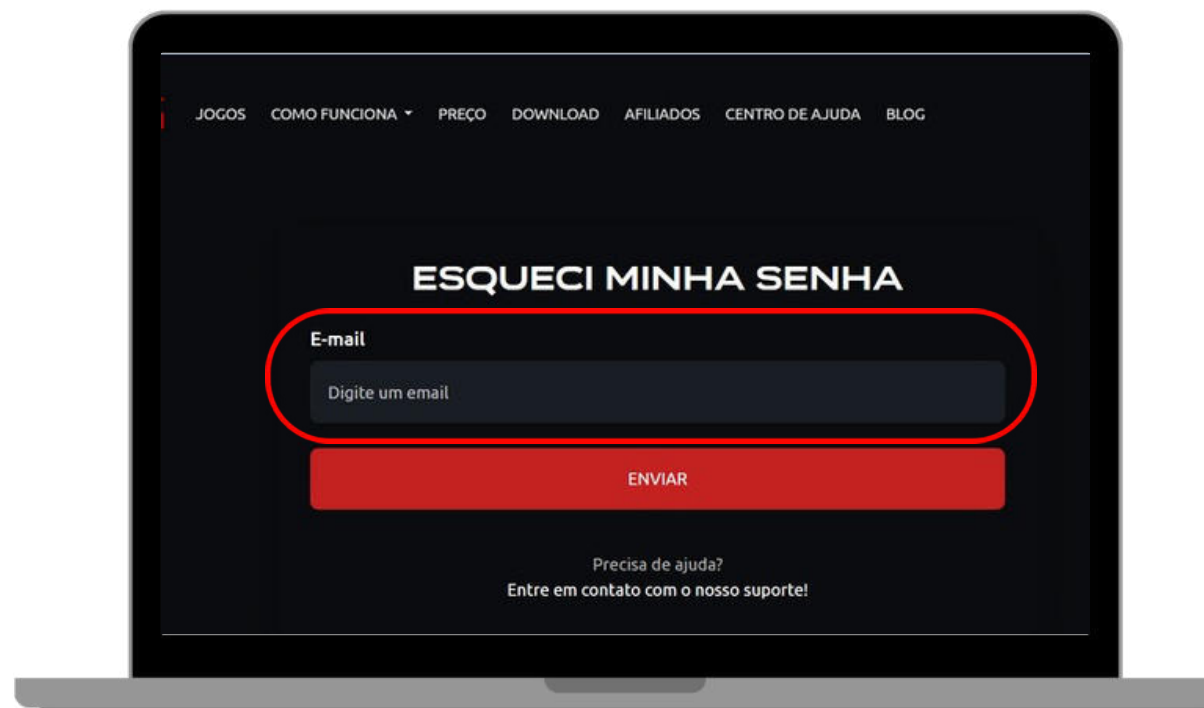 JOGOS COMO FUNCIONA PREÇO DOWNLOAD AFILIADOS CENTRO DE AJUDA BLOG
ESQUECI MINHA SENHA
E-mail
Digite um email
ENVIAR
Precisa de ajuda?
Entre em contato com o nosso suporte!